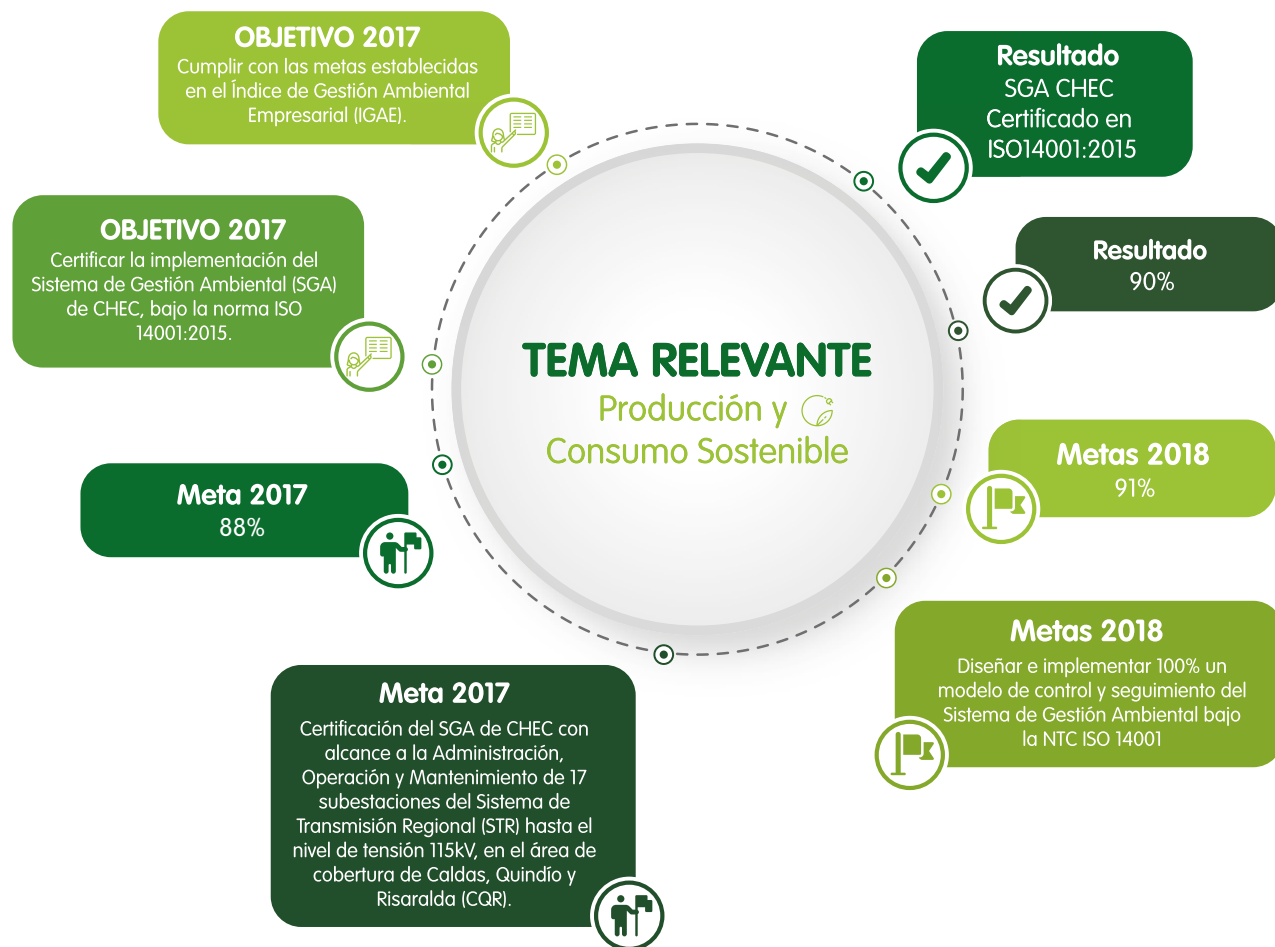 OBJETIVO 2017
Cumplir con las metas establecidas
en el Índice de Gestión Ambiental
Empresarial (IGAE).
OBJETIVO 2017
Certificar la implementación del
Sistema de Gestión Ambiental (SGA)
de CHEC, bajo la norma ISO
14001:2015.
Meta 2017
88%
Meta 2017
Certificación del SGA de CHEC con
alcance a la Administración,
Operación y Mantenimiento de 17
subestaciones del Sistema de
Transmisión Regional (STR) hasta el
nivel de tensión 115kV, en el área de
cobertura de Caldas, Quindío y
Risaralda (CQR).
TEMA RELEVANTE
Producción y
Consumo Sostenible
Resultado
SGA CHEC
Certificado en
ISO14001:2015
Resultado
90%
Metas 2018
91%
Metas 2018
Diseñar e implementar 100% un
modelo de control y seguimiento del
Sistema de Gestión Ambiental bajo
la NTC ISO 14001